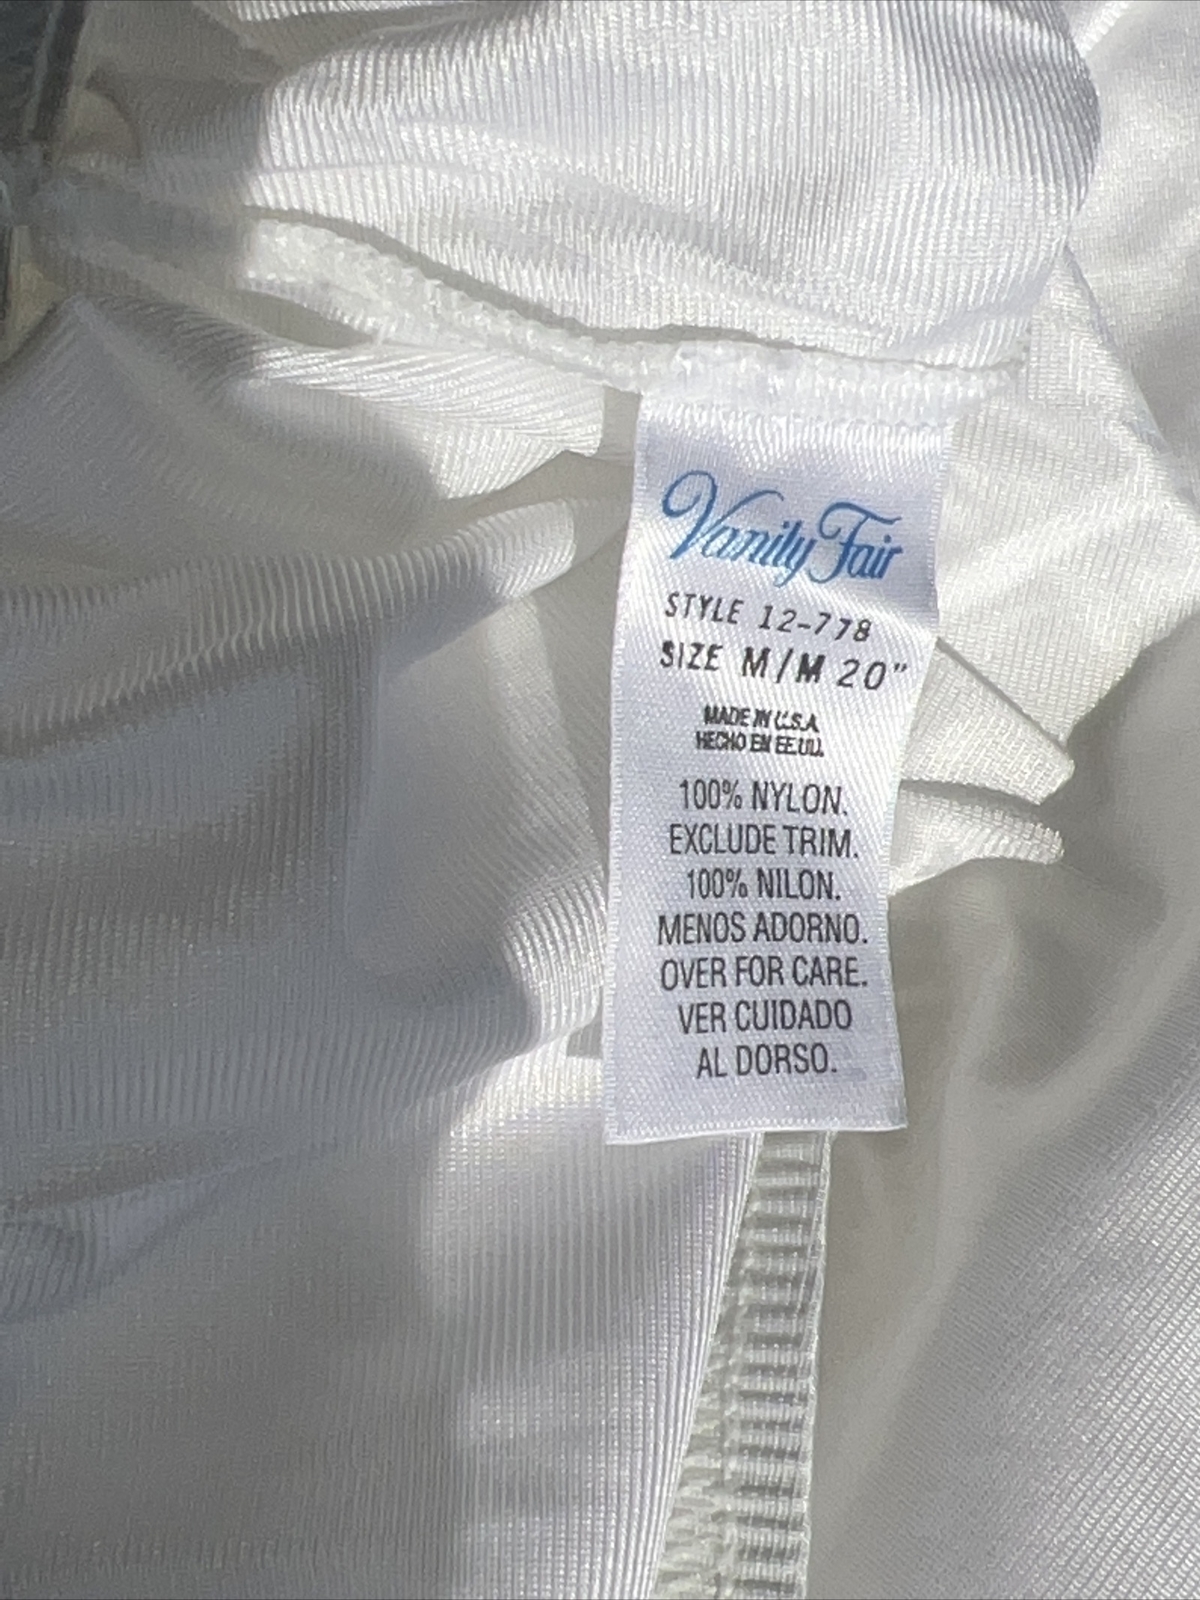 Vanity Fair
STYLE 12-778
SIZE M/M 20"
MADE IN U.S.A.
HECHO EN EE.UU.
100% NYLON.
EXCLUDE TRIM.
100% NILON.
MENOS ADORNO.
OVER FOR CARE.
VER CUIDADO
AL DORSO.